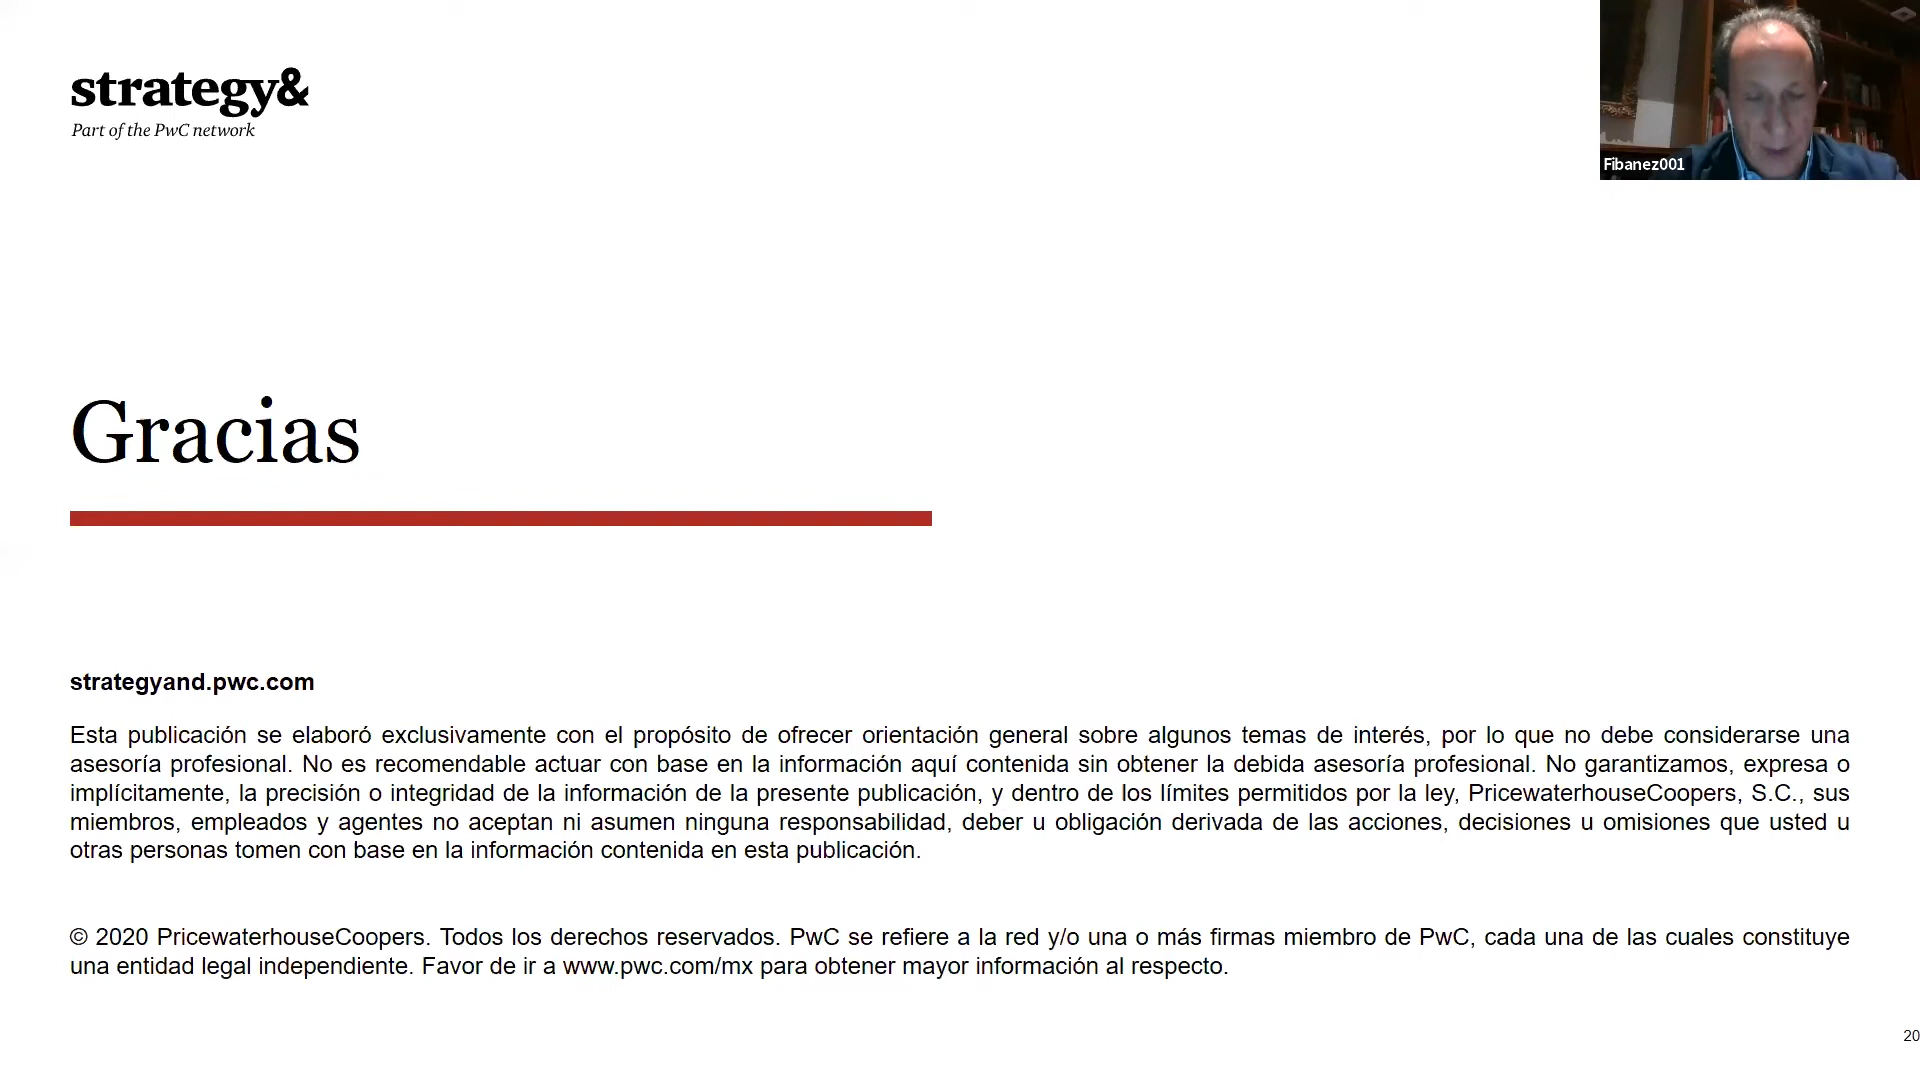 strategy&
Part of the PwC network
Fibanez001
Gracias
strategyand.pwc.com
Esta publicación se elaboró exclusivamente con el propósito de ofrecer orientación general sobre algunos temas de interés, por lo que no debe considerarse una
asesoría profesional. No es recomendable actuar con base en la información aquí contenida sin obtener la debida asesoría profesional. No garantizamos, expresa o
implícitamente, la precisión o integridad de la información de la presente publicación, y dentro de los límites permitidos por la ley, PricewaterhouseCoopers, S.C., sus
miembros, empleados y agentes no aceptan ni asumen ninguna responsabilidad, deber u obligación derivada de las acciones, decisiones u omisiones que usted u
otras personas tomen con base en la información contenida en esta publicación.
© 2020 PricewaterhouseCoopers. Todos los derechos reservados. PwC se refiere a la red y/o una o más firmas miembro de PwC, cada una de las cuales constituye
una entidad legal independiente. Favor de ir a www.pwc.com/mx para obtener mayor información al respecto.
20